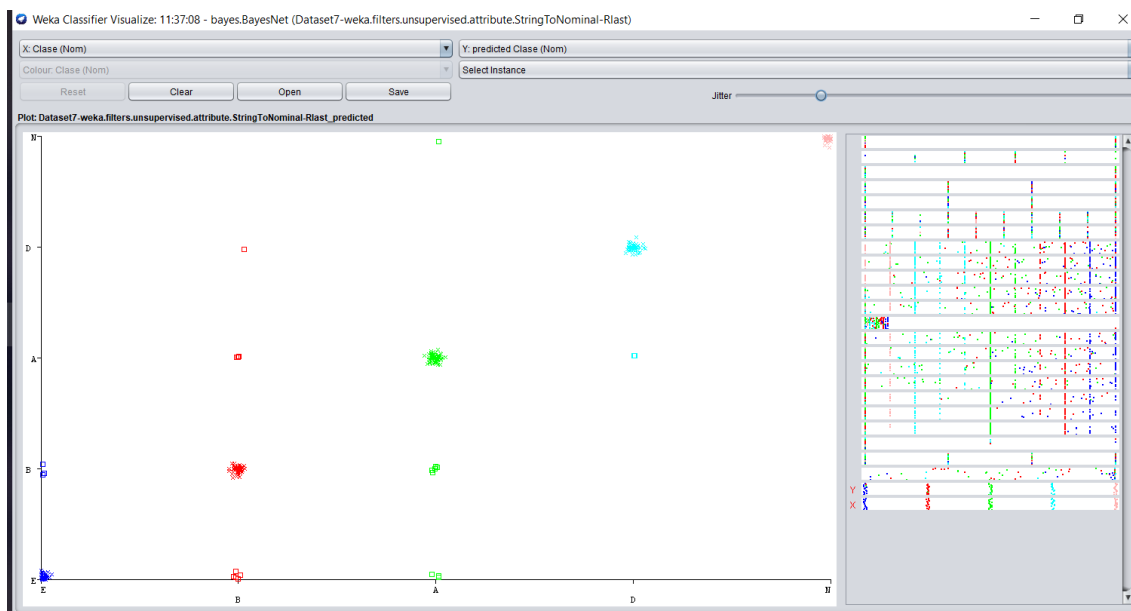 Weka Classifier Visualize: 11:37:08 - bayes.BayesNet (Dataset7-weka.filters.unsupervised.attribute.StringToNominal-Rlast)
X: Clase (Nom) Y: predicted Clase (Nom)
Colour: Clase (Nom) Select Instance
Reset Clear Open Save Jitter
Plot: Dataset7-weka.filters.unsupervised.attribute.StringToNominal-Rlast_predicted
N
D
A
B
E
E B A D N
Y
X